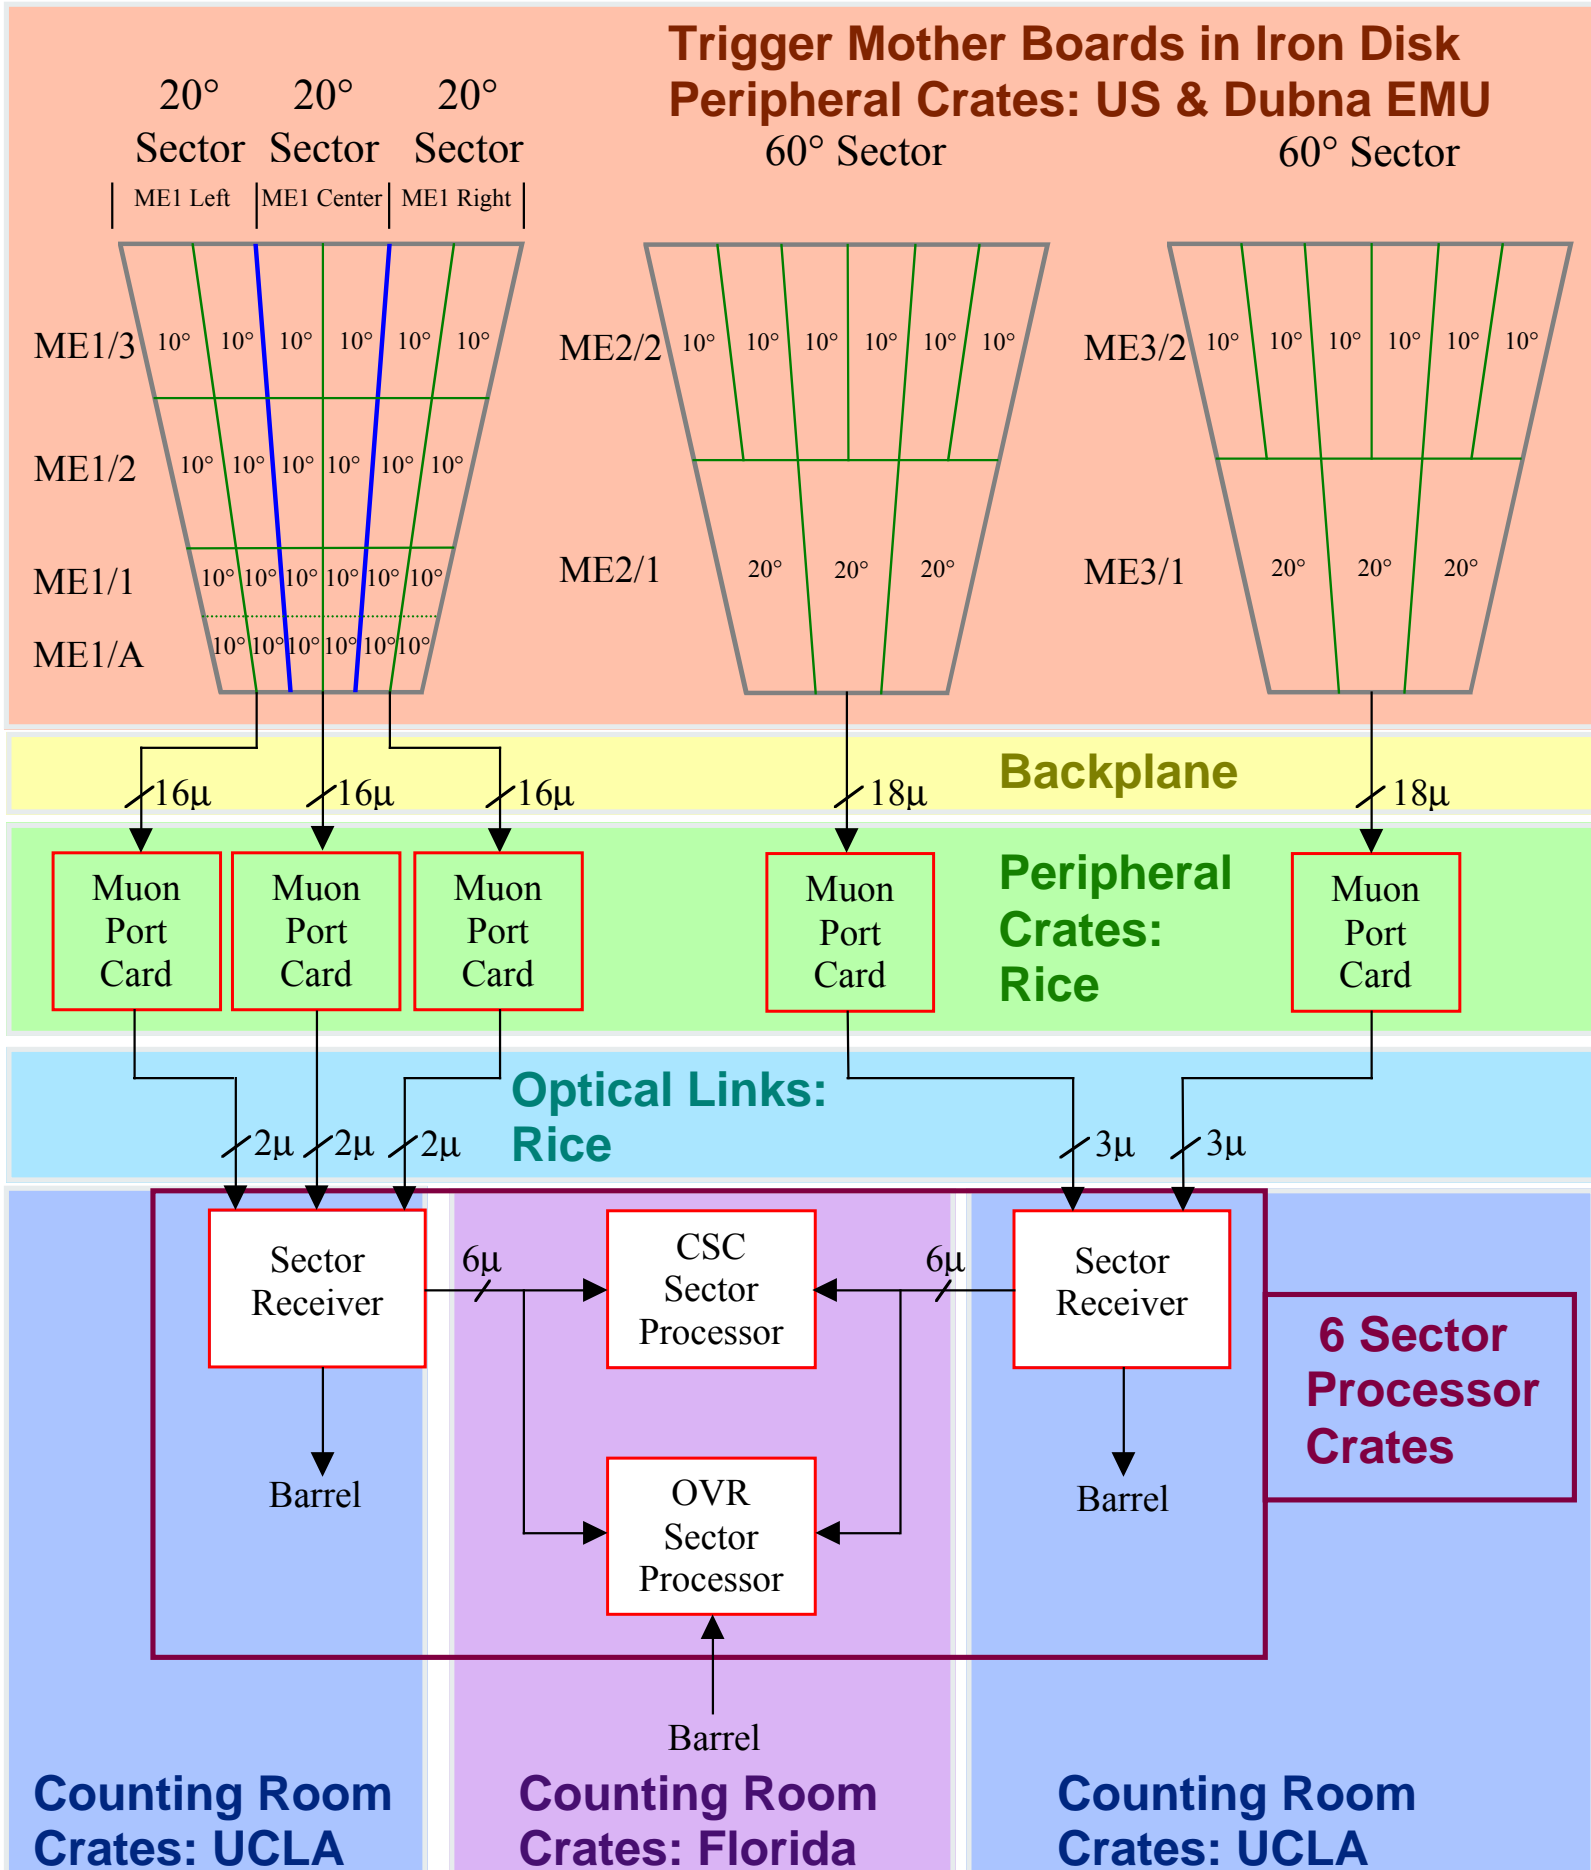 Trigger Mother Boards in Iron Disk
Peripheral Crates: US & Dubna EMU
20° 20° 20°
Sector Sector Sector
60° Sector 60° Sector
ME1 Left ME1 Center ME1 Right
ME1/3 10° 10° 10° 10° 10° 10°
ME2/2 10° 10° 10° 10° 10° 10°
ME3/2 10° 10° 10° 10° 10° 10°
ME1/2 10° 10° 10° 10° 10° 10°
ME1/1 10° 10° 10° 10° 10° 10°
ME2/1 20° 20° 20°
ME3/1 20° 20° 20°
ME1/A 10° 10° 10° 10° 10° 10°
Backplane
16μ 16μ 16μ 18μ 18μ
Muon
Port
Card
Muon
Port
Card
Muon
Port
Card
Muon
Port
Card
Peripheral
Crates:
Rice
Muon
Port
Card
Optical Links:
Rice
2μ 2μ 2μ 3μ 3μ
Sector
Receiver
6μ
CSC
Sector
Processor
6μ
Sector
Receiver
6 Sector
Processor
Crates
Barrel
OVR
Sector
Processor
Barrel
Barrel
Counting Room
Crates: UCLA
Counting Room
Crates: Florida
Counting Room
Crates: UCLA